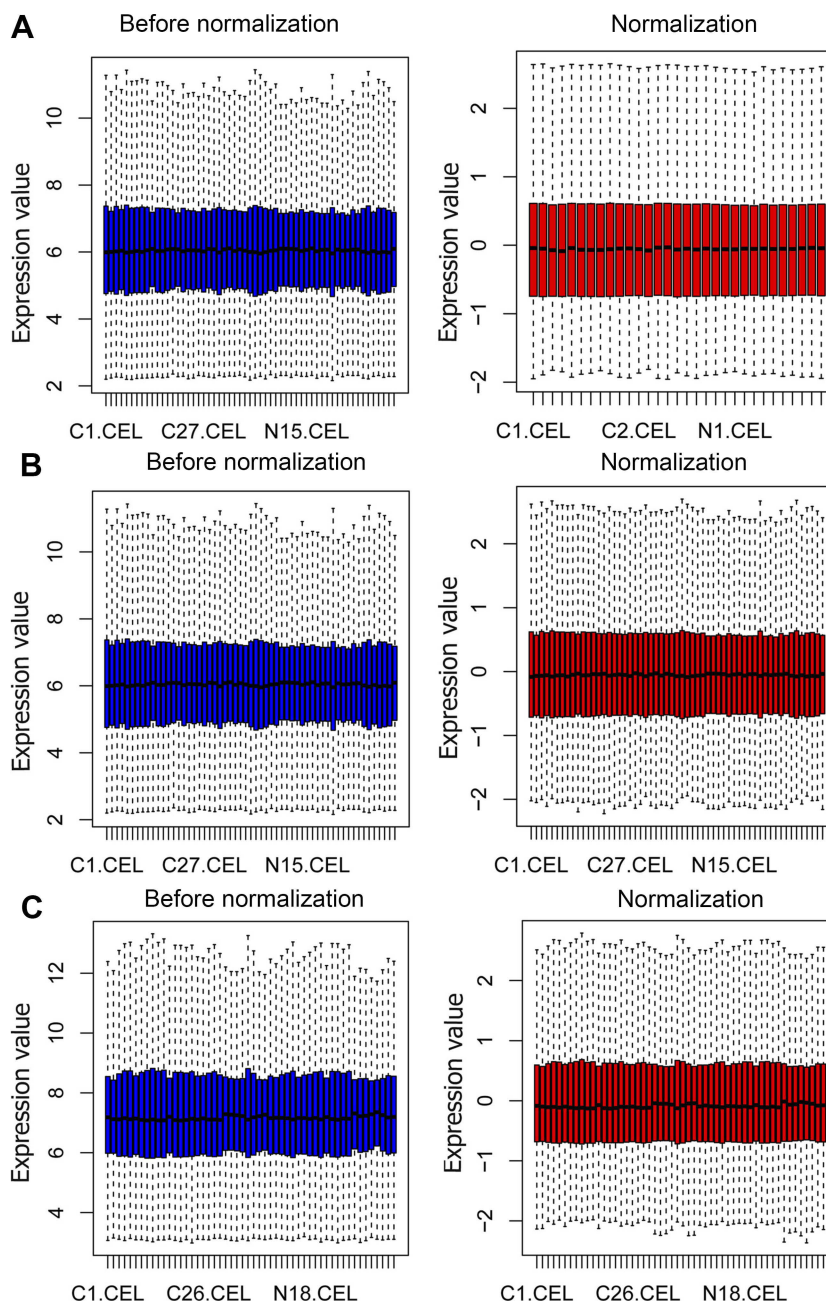 A
Before normalization
Normalization
Expression value
10
8
6
4
2
C1.CEL C27.CEL N15.CEL
Expression value
2
1
0
−1
−2
C1.CEL C2.CEL N1.CEL
B
Before normalization
Normalization
Expression value
10
8
6
4
2
C1.CEL C27.CEL N15.CEL
Expression value
2
1
0
−1
−2
C1.CEL C27.CEL N15.CEL
C
Before normalization
Normalization
Expression value
12
10
8
6
4
C1.CEL C26.CEL N18.CEL
Expression value
2
1
0
−1
−2
C1.CEL C26.CEL N18.CEL